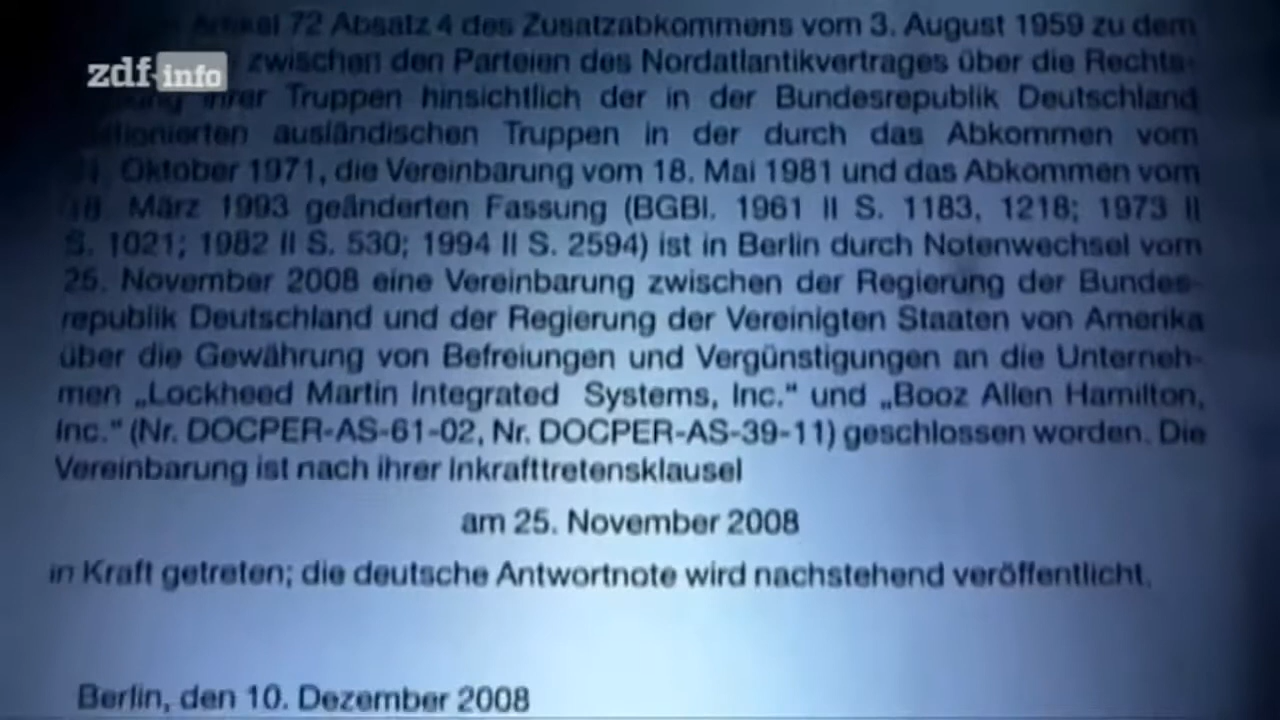 Artikel 72 Absatz 4 des Zusatzabkommens vom 3. August 1959 zu dem
zdf info
zwischen den Parteien des Nordatlantikvertrages über die Rechts-
ihrer Truppen hinsichtlich der in der Bundesrepublik Deutschland
stationierten ausländischen Truppen in der durch das Abkommen vom
Oktober 1971, die Vereinbarung vom 18. Mai 1981 und das Abkommen vom
18. März 1993 geänderten Fassung (BGBl. 1961 II S. 1183, 1218; 1973 II
S. 1021; 1982 II S. 530; 1994 II S. 2594) ist in Berlin durch Notenwechsel vom
25. November 2008 eine Vereinbarung zwischen der Regierung der Bundes-
republik Deutschland und der Regierung der Vereinigten Staaten von Amerika
über die Gewährung von Befreiungen und Vergünstigungen an die Unterneh-
men „Lockheed Martin Integrated Systems, Inc." und „Booz Allen Hamilton,
Inc." (Nr. DOCPER-AS-61-02, Nr. DOCPER-AS-39-11) geschlossen worden. Die
Vereinbarung ist nach ihrer Inkrafttretensklausel
am 25. November 2008
in Kraft getreten; die deutsche Antwortnote wird nachstehend veröffentlicht.
Berlin, den 10. Dezember 2008